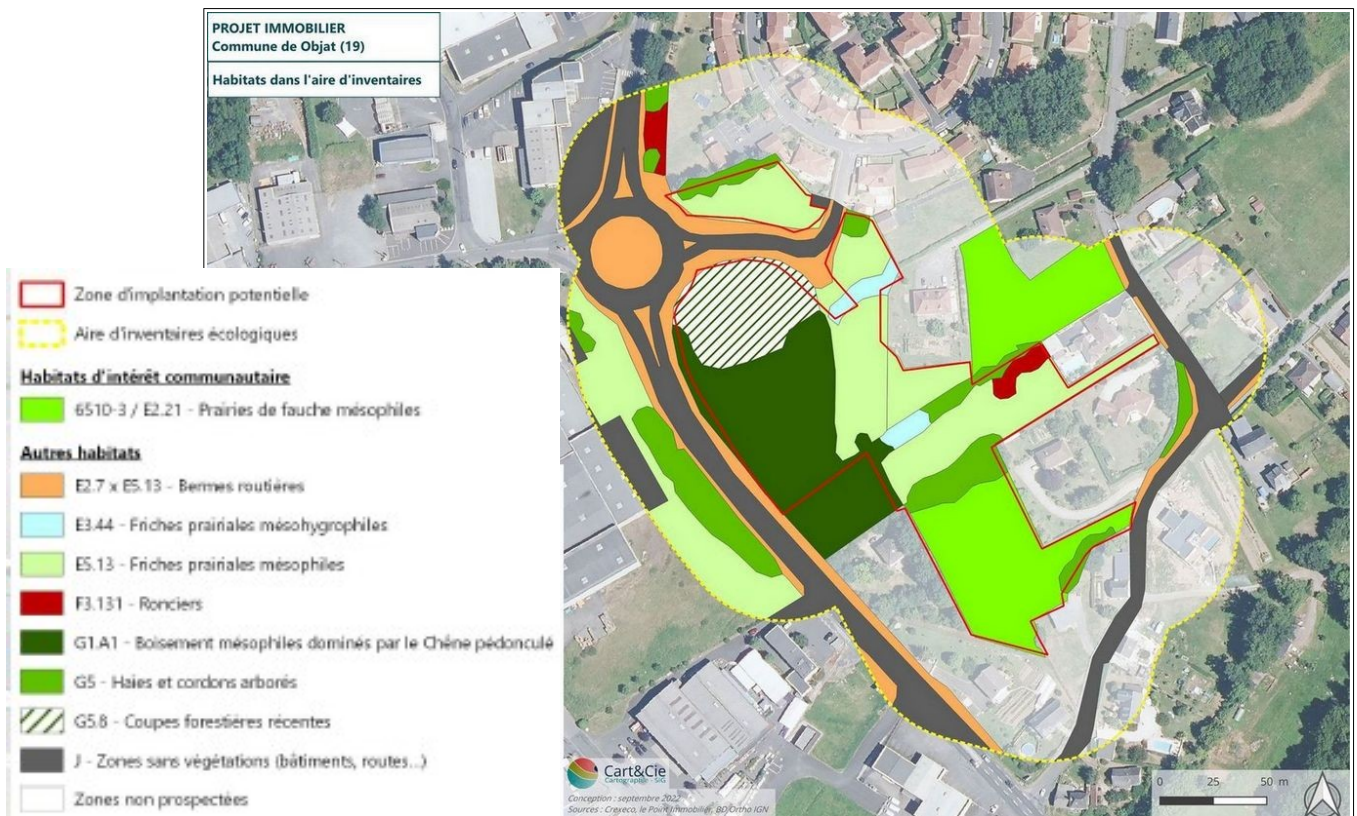 PROJET IMMOBILIER
Commune de Objat (19)
Habitats dans l'aire d'inventaires
Zone d'implantation potentielle
Aire d'inventaires écologiques
Habitats d'intérêt communautaire
6510-3 / E2.21 - Prairies de fauche mésophiles
Autres habitats
E2.7 x E5.13 - Bermes routières
E3.44 - Friches prairiales mésohygrophiles
E5.13 - Friches prairiales mésophiles
F3.131 - Ronciers
G1.A1 - Boisement mésophiles dominés par le Chêne pédonculé
G5 - Haies et cordons arborés
G5.8 - Coupes forestières récentes
J - Zones sans végétations (bâtiments, routes...)
Zones non prospectées
Cart&Cie
Cartographie - SIG
Conception : septembre 2022
Sources : Crexeco, le Point Immobilier, BD Ortho IGN
0 25 50 m